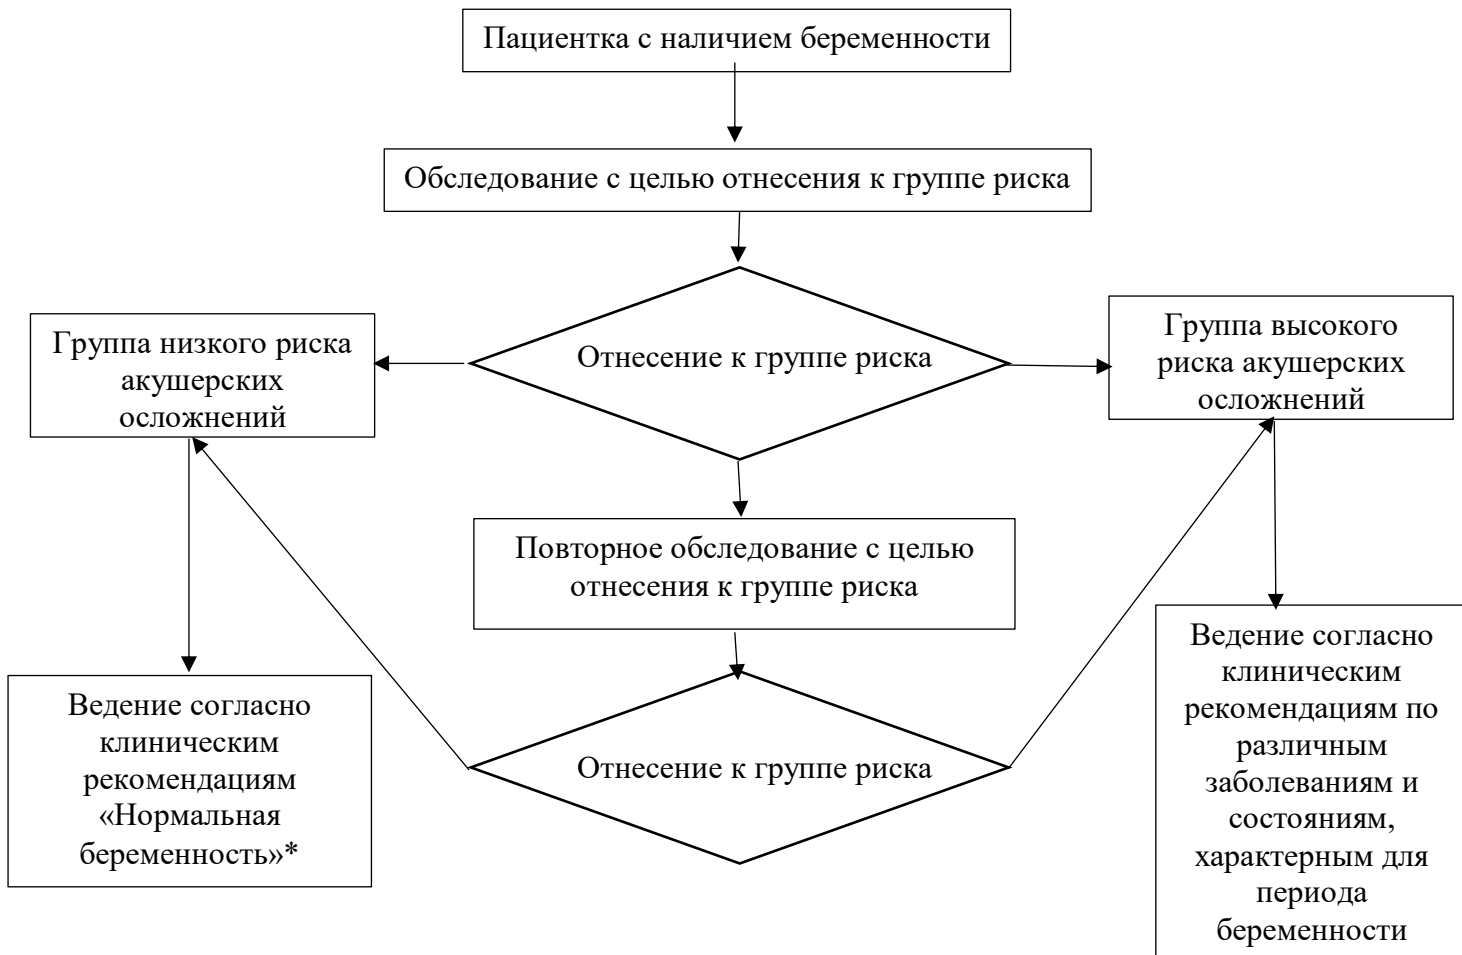 Пациентка с наличием беременности
Обследование с целью отнесения к группе риска
Группа низкого риска
акушерских
осложнений
Отнесение к группе риска
Группа высокого
риска акушерских
осложнений
Повторное обследование с целью
отнесения к группе риска
Ведение согласно
клиническим
рекомендациям
«Нормальная
беременность»*
Отнесение к группе риска
Ведение согласно
клиническим
рекомендациям по
различным
заболеваниям и
состояниям,
характерным для
периода
беременности